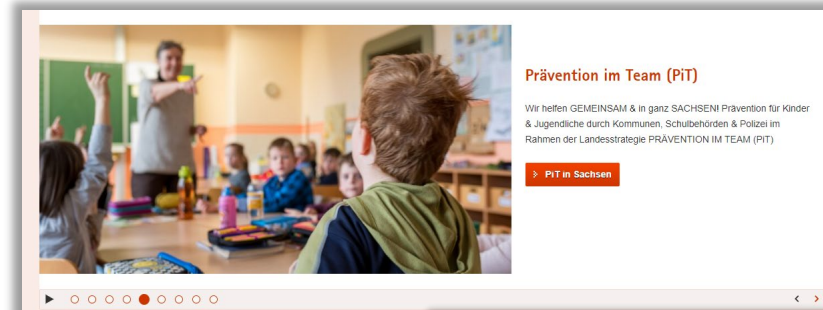 Prävention im Team (PiT)
Wir helfen GEMEINSAM & in ganz SACHSEN! Prävention für Kinder
& Jugendliche durch Kommunen, Schulbehörden & Polizei im
Rahmen der Landesstrategie PRÄVENTION IM TEAM (PiT)
PiT in Sachsen